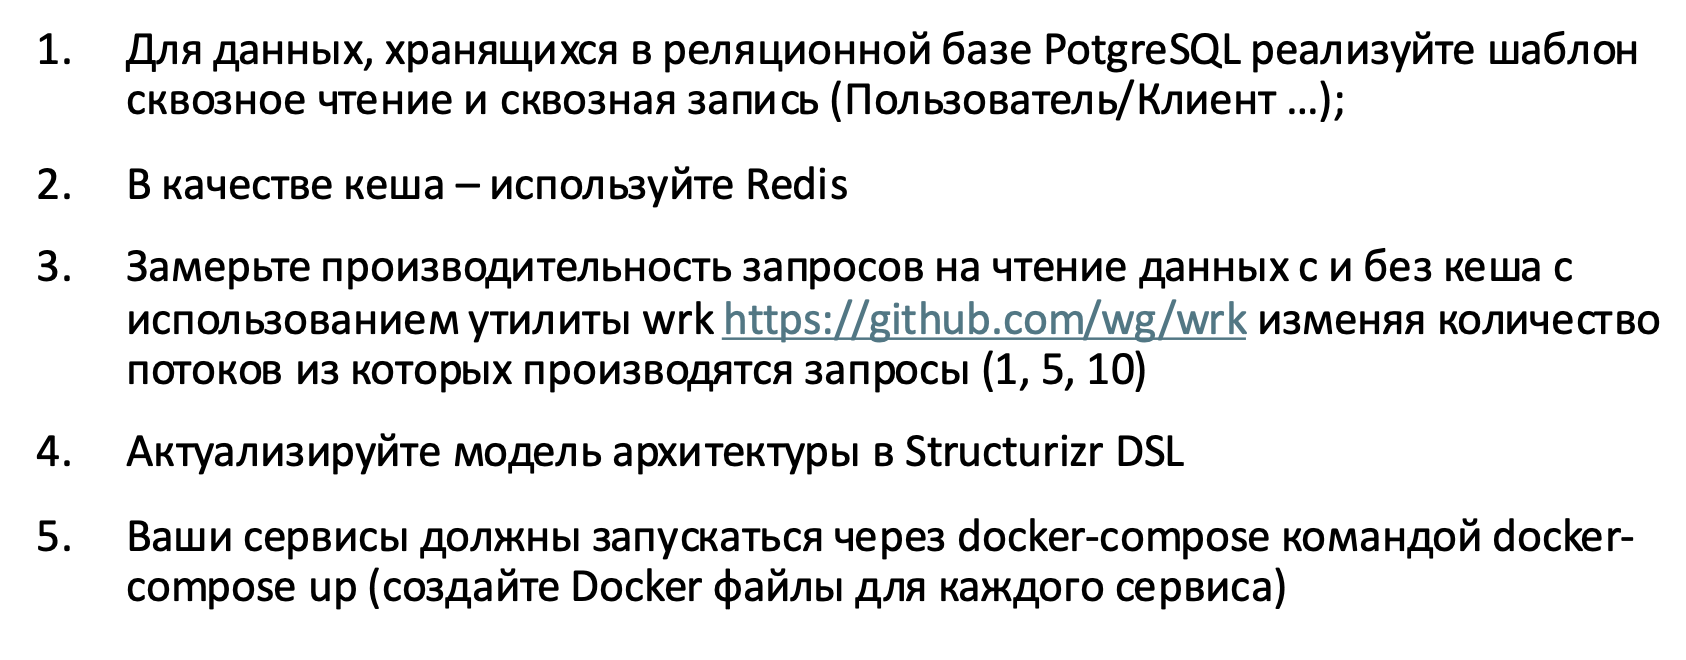 1. Для данных, хранящихся в реляционной базе PotgreSQL реализуйте шаблон
сквозное чтение и сквозная запись (Пользователь/Клиент …);
2. В качестве кеша – используйте Redis
3. Замерьте производительность запросов на чтение данных с и без кеша с
использованием утилиты wrk https://github.com/wg/wrk изменяя количество
потоков из которых производятся запросы (1, 5, 10)
4. Актуализируйте модель архитектуры в Structurizr DSL
5. Ваши сервисы должны запускаться через docker-compose командой docker-
compose up (создайте Docker файлы для каждого сервиса)